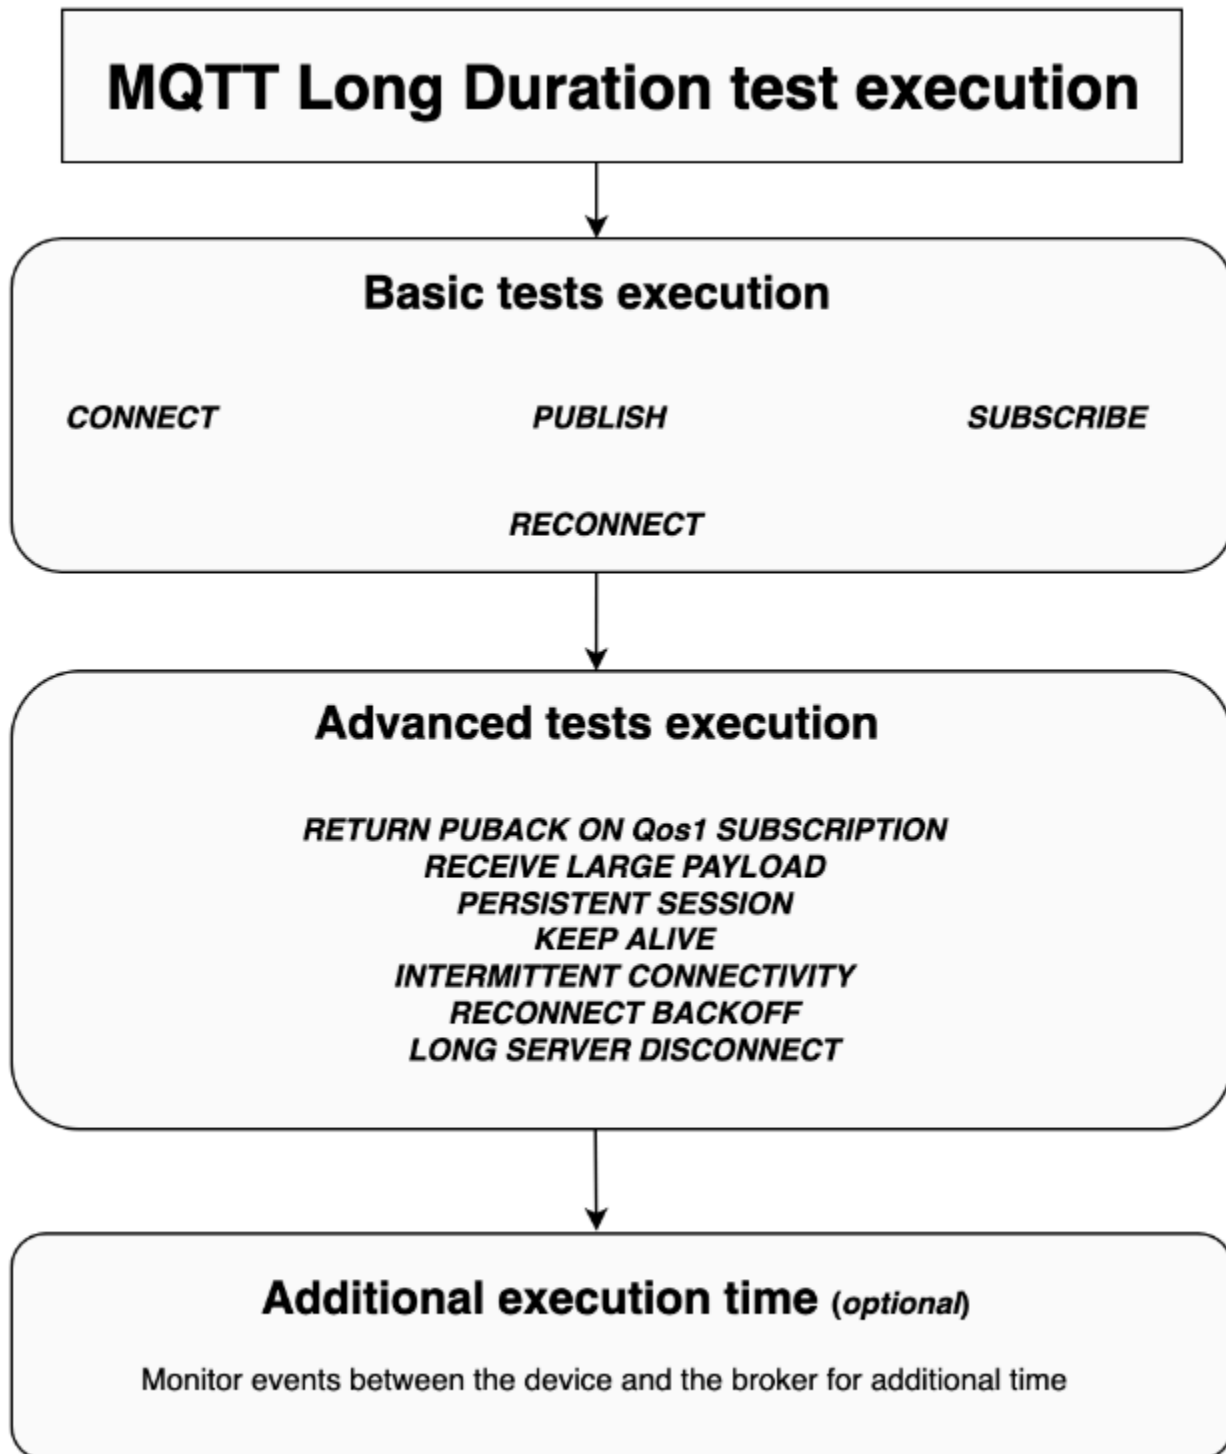 MQTT Long Duration test execution
Basic tests execution
CONNECT PUBLISH SUBSCRIBE
RECONNECT
Advanced tests execution
RETURN PUBACK ON Qos1 SUBSCRIPTION
RECEIVE LARGE PAYLOAD
PERSISTENT SESSION
KEEP ALIVE
INTERMITTENT CONNECTIVITY
RECONNECT BACKOFF
LONG SERVER DISCONNECT
Additional execution time (optional)
Monitor events between the device and the broker for additional time